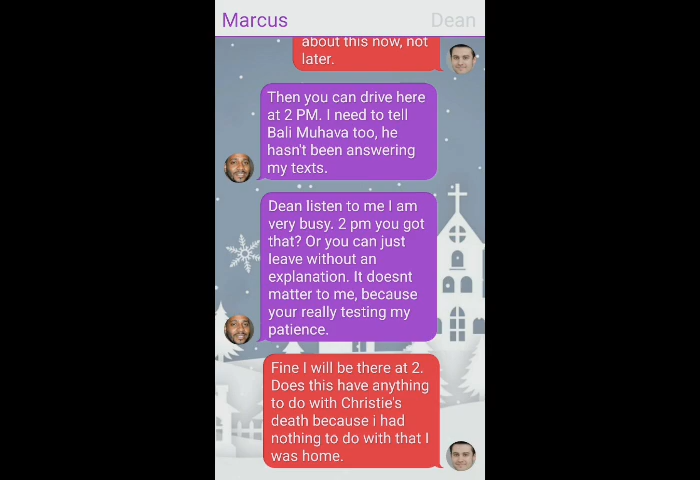 Marcus
Dean
about this now, not
later.
Then you can drive here
at 2 PM. I need to tell
Bali Muhava too, he
hasn't been answering
my texts.
Dean listen to me I am
very busy. 2 pm you got
that? Or you can just
leave without an
explanation. It doesnt
matter to me, because
your really testing my
patience.
Fine I will be there at 2.
Does this have anything
to do with Christie's
death because i had
nothing to do with that I
was home.